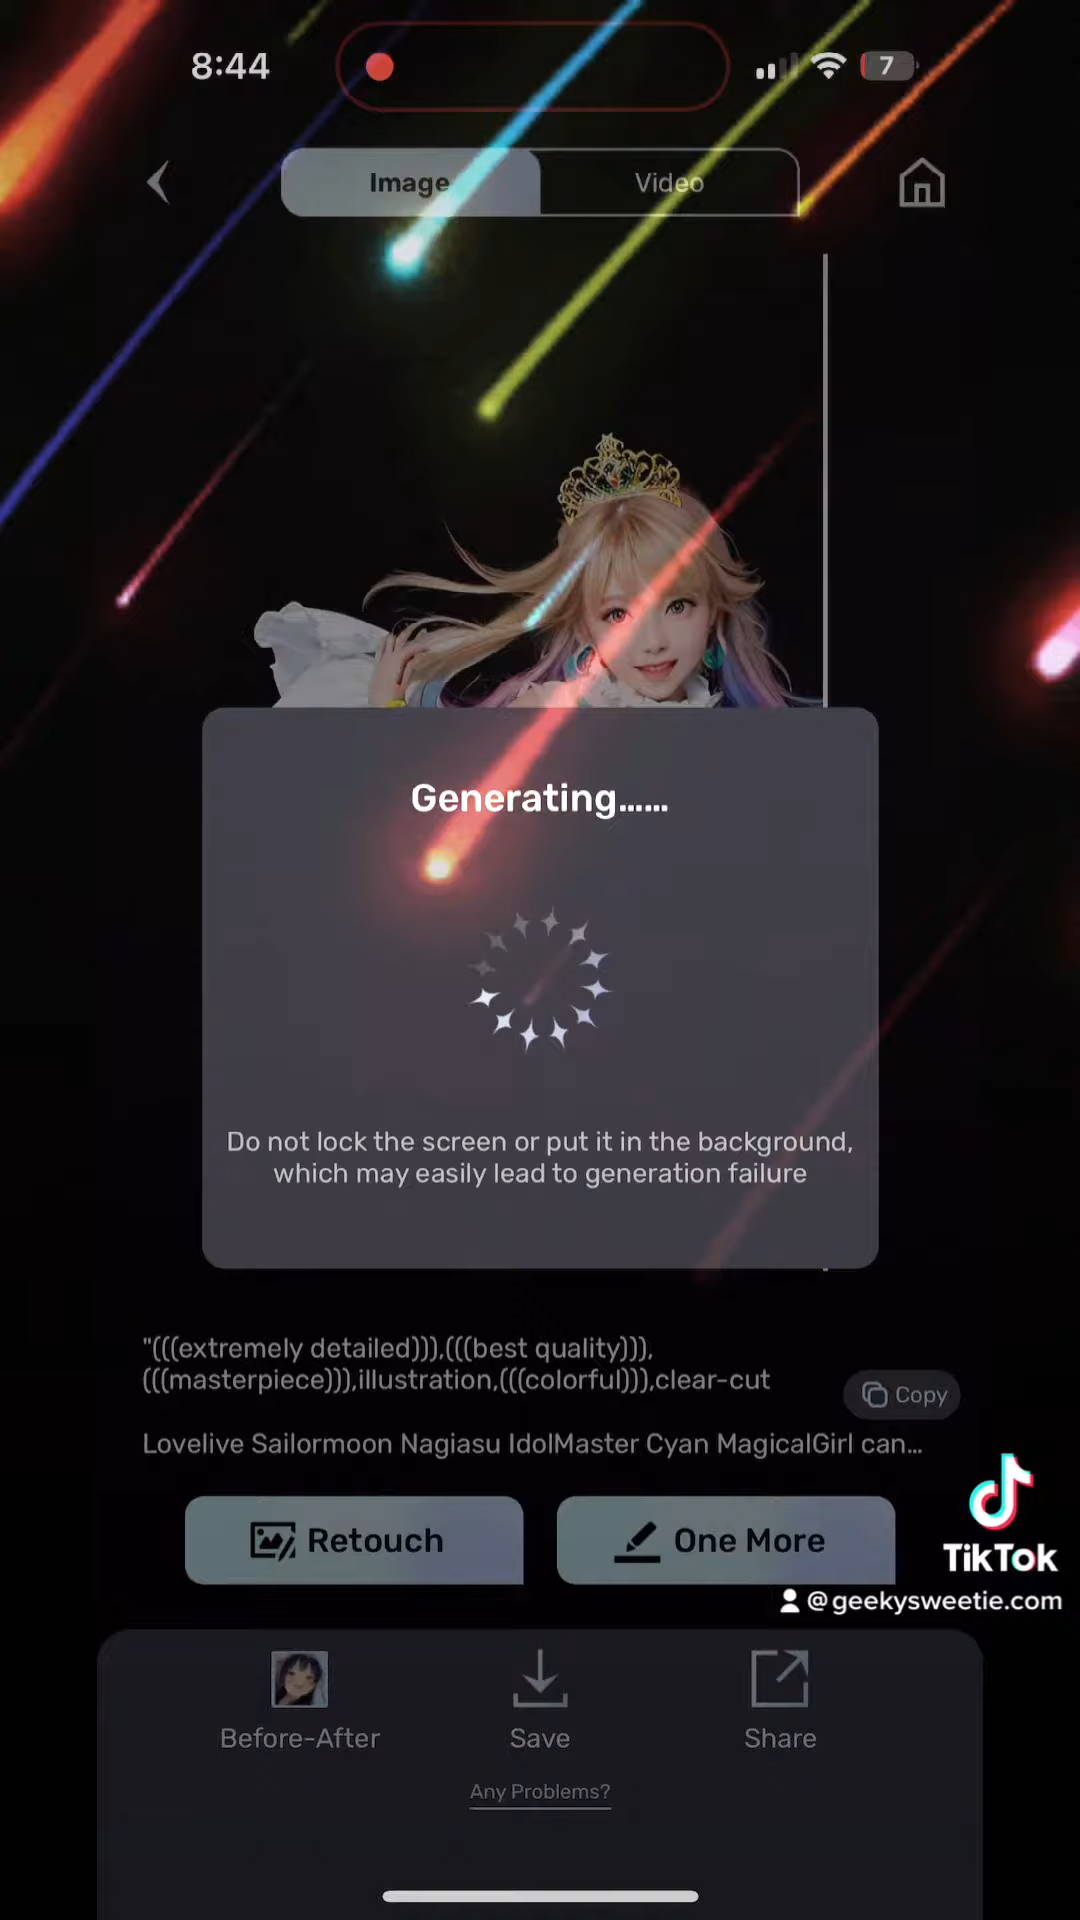 8:44
7
Image
Video
Generating......
Do not lock the screen or put it in the background,
which may easily lead to generation failure
"(((extremely detailed))),(((best quality))),
(((masterpiece))),illustration,(((colorful))),clear-cut
Copy
Lovelive Sailormoon Nagiasu IdolMaster Cyan MagicalGirl can...
Retouch
One More
TikTok
@geekysweetie.com
Before-After
Save
Share
Any Problems?